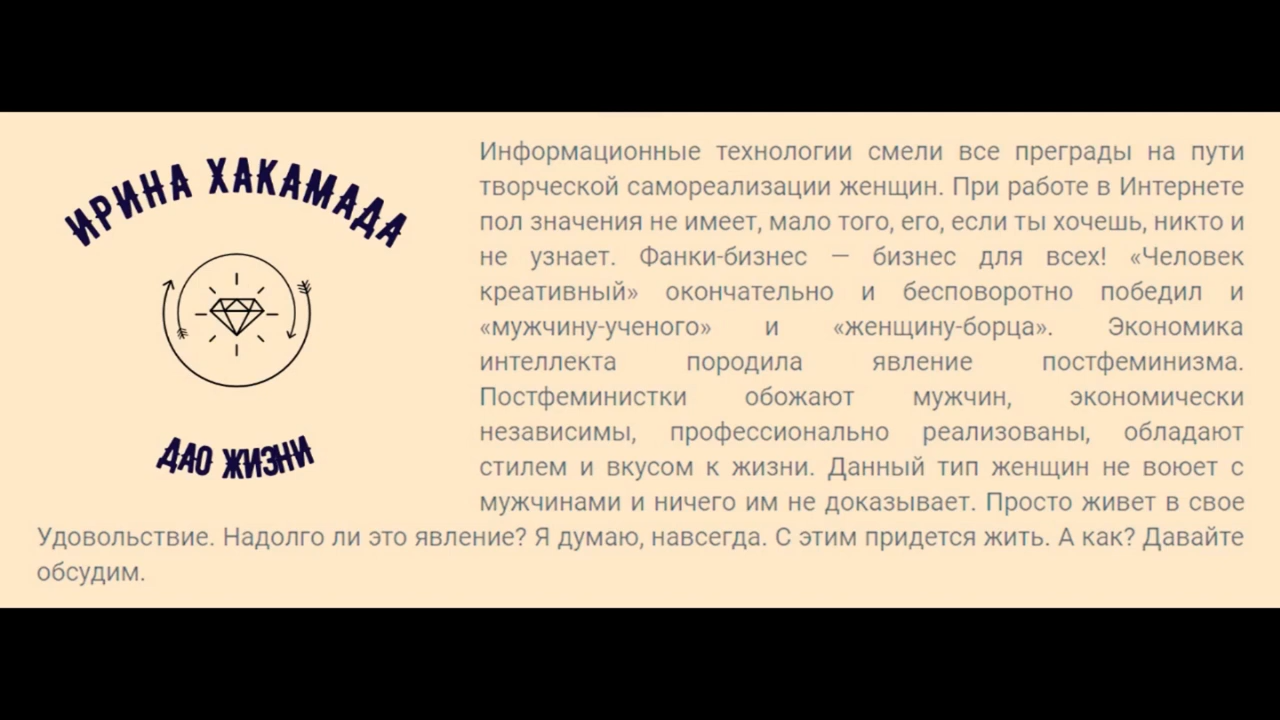 ИРИНА ХАКАМАДА
ДАО ЖИЗНИ
Информационные технологии смели все преграды на пути
творческой самореализации женщин. При работе в Интернете
пол значения не имеет, мало того, его, если ты хочешь, никто и
не узнает. Фанки-бизнес — бизнес для всех! «Человек
креативный» окончательно и бесповоротно победил и
«мужчину-ученого» и «женщину-борца». Экономика
интеллекта породила явление постфеминизма.
Постфеминистки обожают мужчин, экономически
независимы, профессионально реализованы, обладают
стилем и вкусом к жизни. Данный тип женщин не воюет с
мужчинами и ничего им не доказывает. Просто живет в свое
Удовольствие. Надолго ли это явление? Я думаю, навсегда. С этим придется жить. А как? Давайте
обсудим.